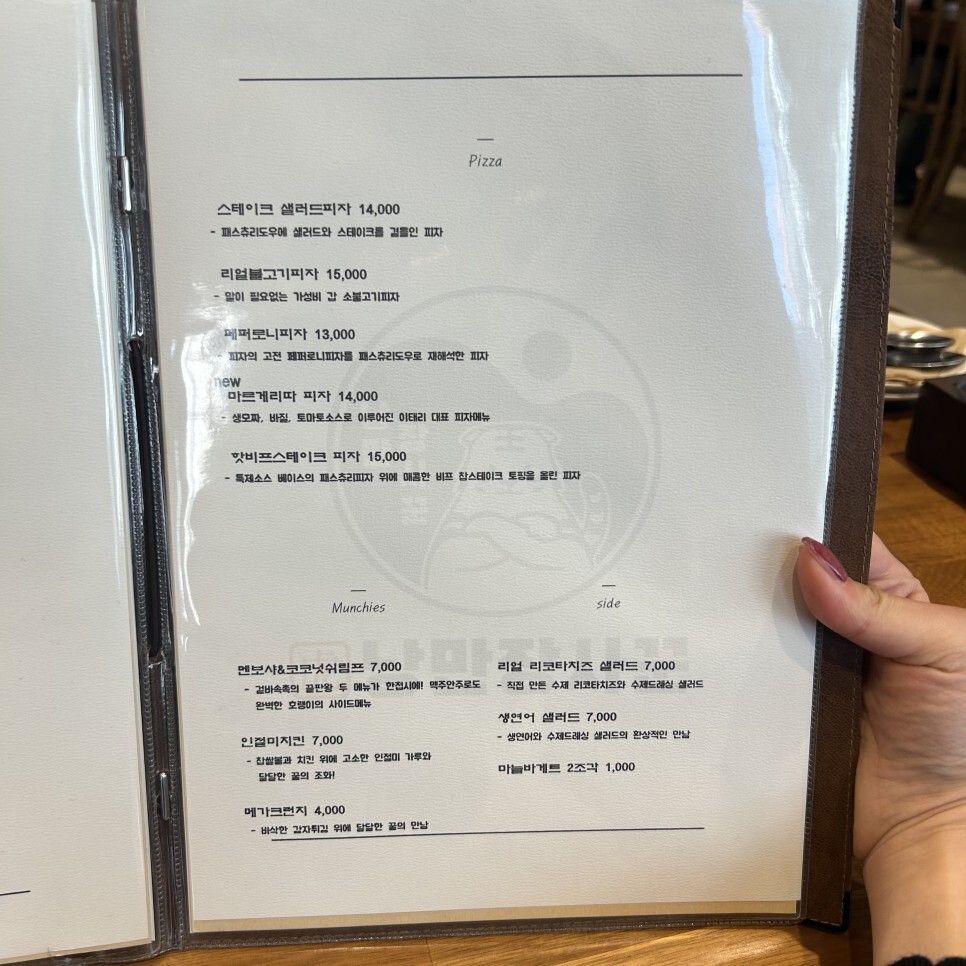 Pizza
스테이크 샐러드피자 14,000
- 패스츄리도우에 샐러드와 스테이크를 곁들인 피자
리얼불고기피자 15,000
- 말이 필요없는 가성비 갑 소불고기피자
페퍼로니피자 13,000
- 피자의 고전 페퍼로니피자를 패스츄리도우로 재해석한 피자
new
마르게리따 피자 14,000
- 생모짜, 바질, 토마토소스로 이루어진 이태리 대표 피자메뉴
핫비프스테이크 피자 15,000
- 특제소스 베이스의 패스츄리피자 위에 매콤한 비프 찹스테이크 토핑을 올린 피자
Munchies
멘보샤&코코넛쉬림프 7,000
- 겉바속촉의 끝판왕 두 메뉴가 한접시에! 맥주안주로도
완벽한 호랭이의 사이드메뉴
인절미치킨 7,000
- 찹쌀볼과 치킨 위에 고소한 인절미 가루와
달달한 꿀의 조화!
메가크런치 4,000
- 바삭한 감자튀김 위에 달달한 꿀의 만남
side
리얼 리코타치즈 샐러드 7,000
- 직접 만든 수제 리코타치즈와 수제드레싱 샐러드
생연어 샐러드 7,000
- 생연어와 수제드레싱 샐러드의 환상적인 만남
마늘바게트 2조각 1,000